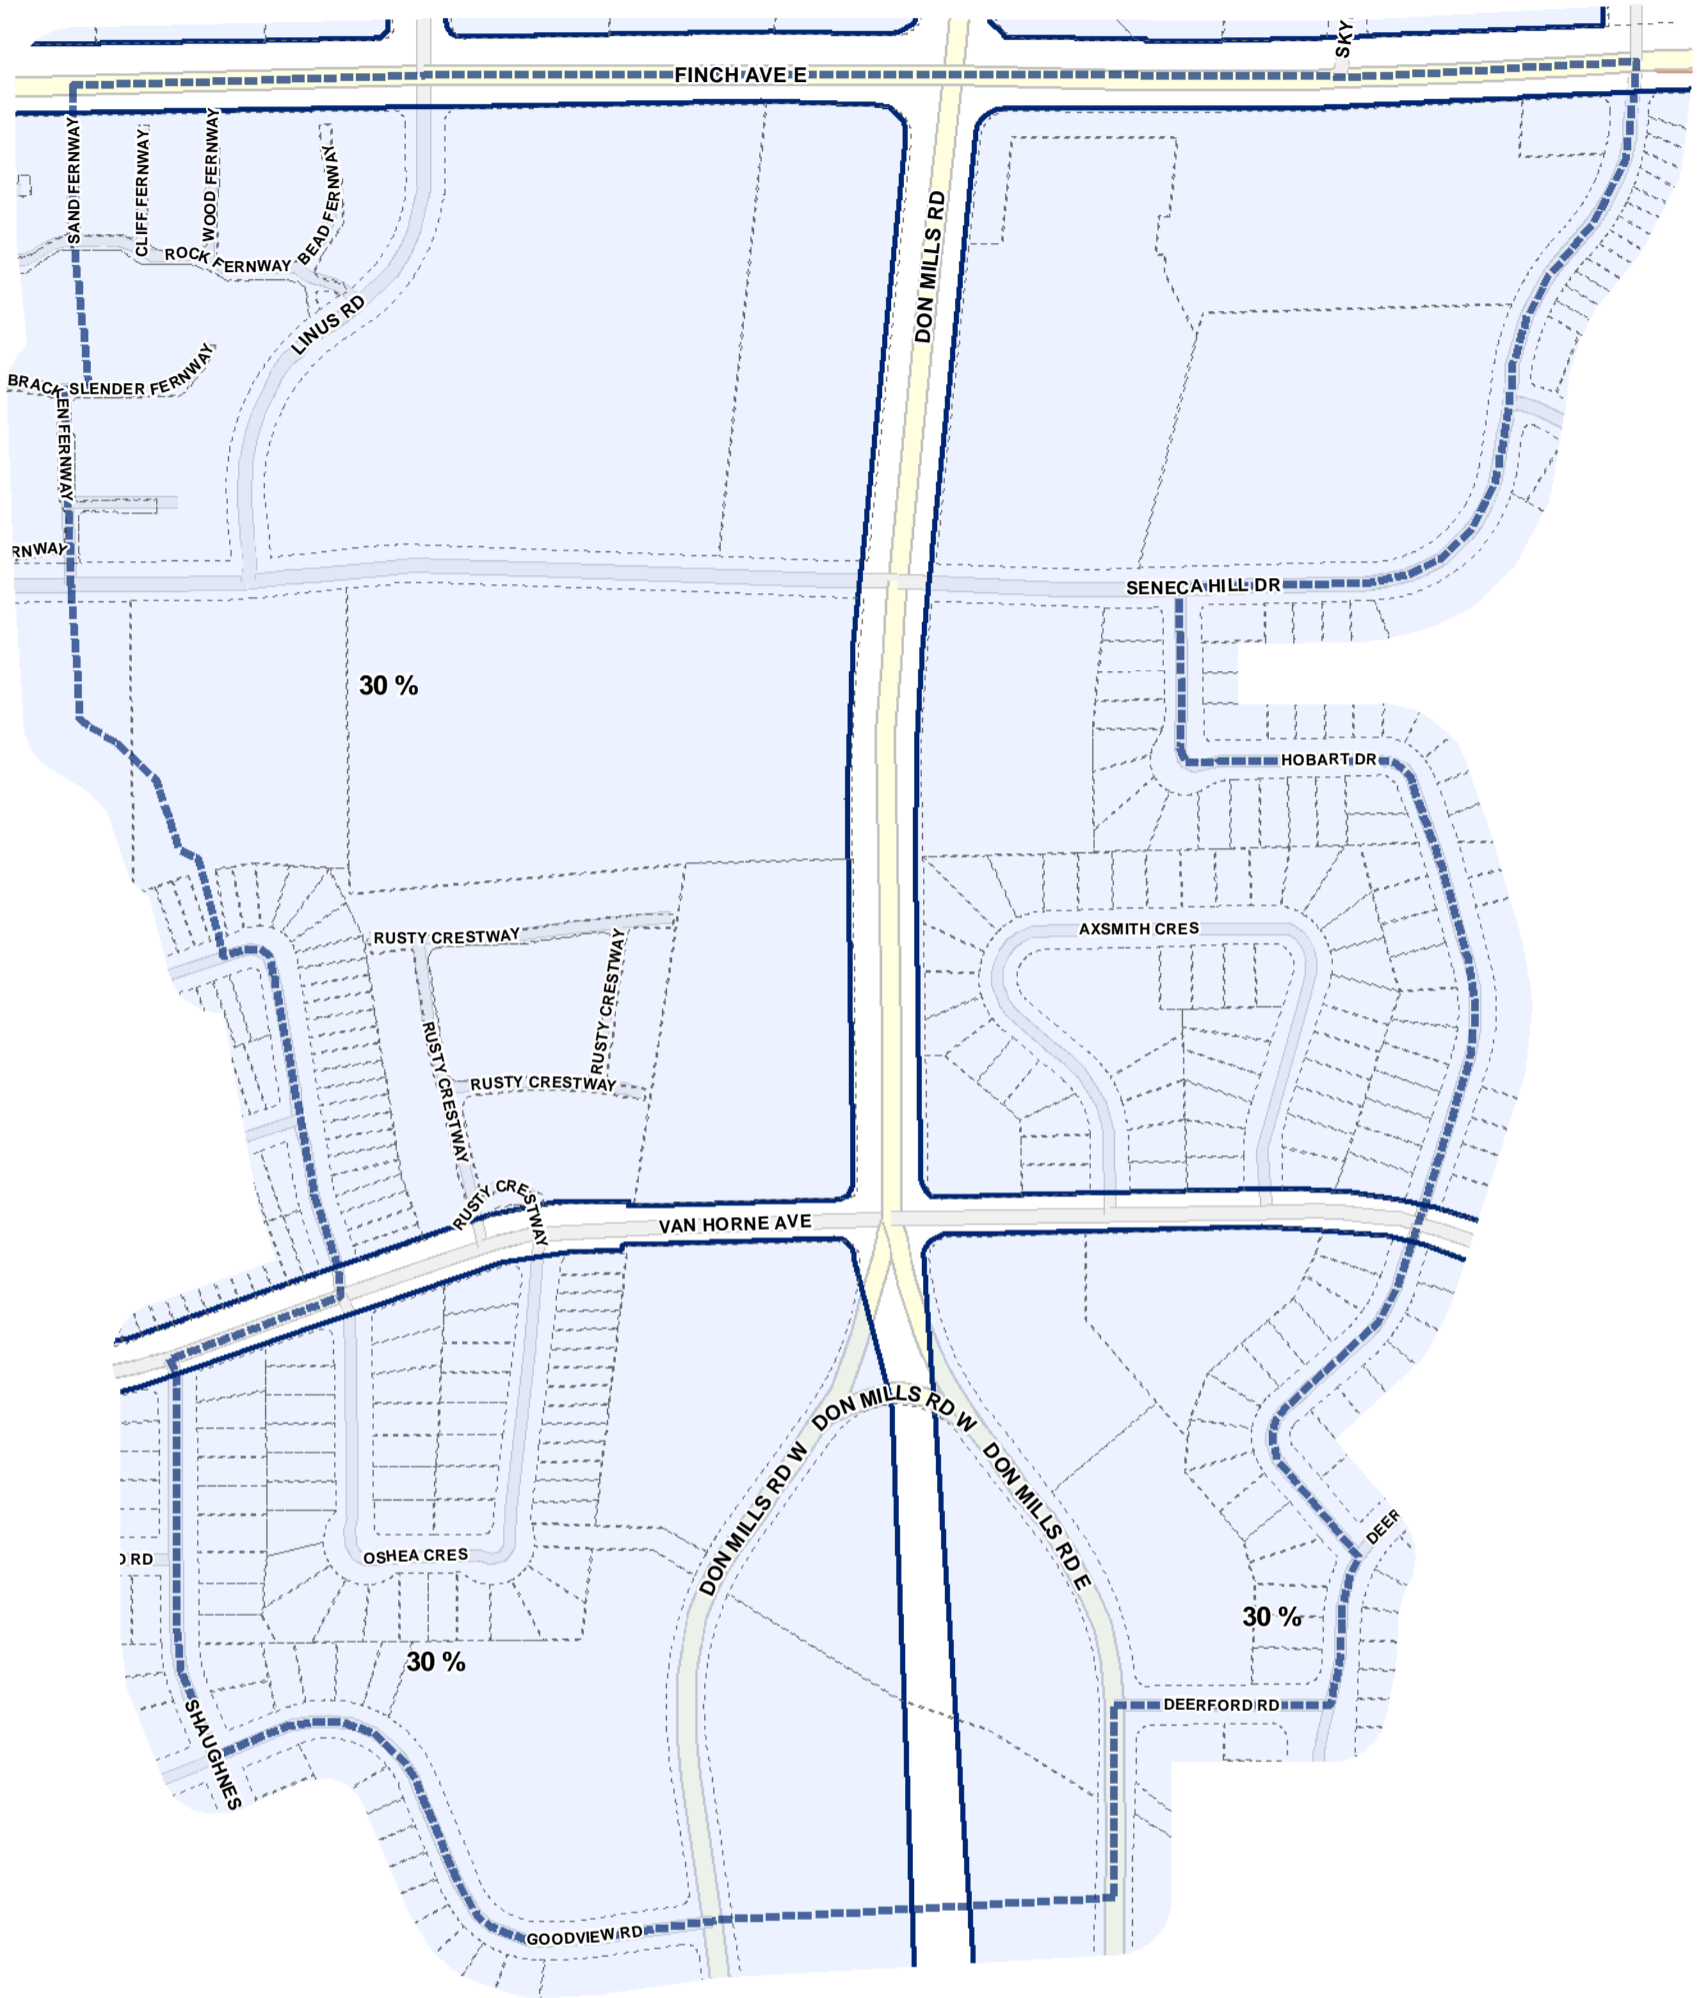 SKY
FINCH AVE E
SAND FERNWAY
CLIFF FERNWAY
WOOD FERNWAY
BEAD FERNWAY
ROCK FERNWAY
DON MILLS RD
LINUS RD
SLENDER FERNWAY
BRACKEN FERNWAY
RNWAY
SENECA HILL DR
30 %
HOBART DR
AXSMITH CRES
RUSTY CRESTWAY
RUSTY CRESTWAY
RUSTY CRESTWAY
RUSTY CRESTWAY
RUSTY CRESTWAY
VAN HORNE AVE
DON MILLS RD W
DON MILLS RD W
DON MILLS RD E
DEER
D RD
OSHEA CRES
30 %
30 %
SHAUGHNES
DEERFORD RD
GOODVIEW RD